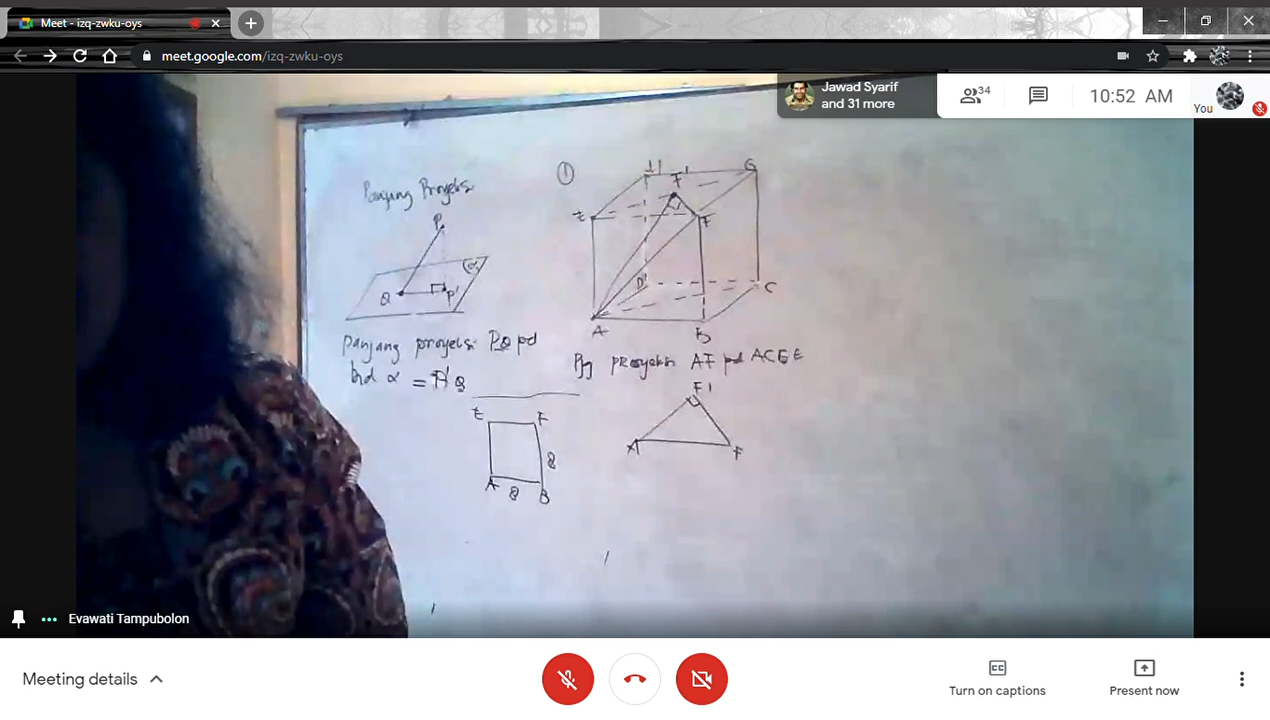 Meet - izq-zwku-oys
meet.google.com/izq-zwku-oys
Jawad Syarif
and 31 more
34
10:52 AM
You
Panjang Proyeksi
P
(α)
Q
P'
Panjang proyeksi PQ pd
bid α = P'Q
①
H
F'
G
E
F
D
C
A
B
Pjg proyeksi AF pd ACGE
E
F
8
A
8
B
F'
A
F
Evawati Tampubolon
Meeting details
Turn on captions
Present now